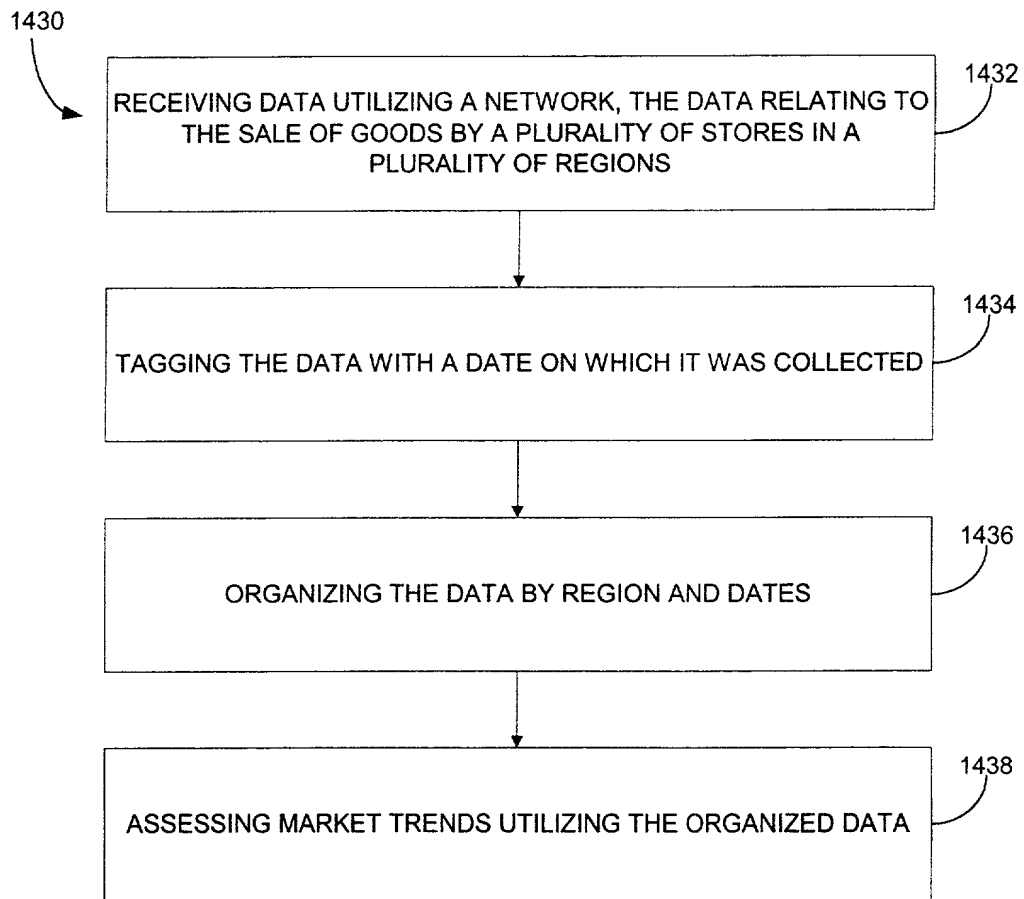 1430
1432
RECEIVING DATA UTILIZING A NETWORK, THE DATA RELATING TO
THE SALE OF GOODS BY A PLURALITY OF STORES IN A
PLURALITY OF REGIONS
1434
TAGGING THE DATA WITH A DATE ON WHICH IT WAS COLLECTED
1436
ORGANIZING THE DATA BY REGION AND DATES
1438
ASSESSING MARKET TRENDS UTILIZING THE ORGANIZED DATA